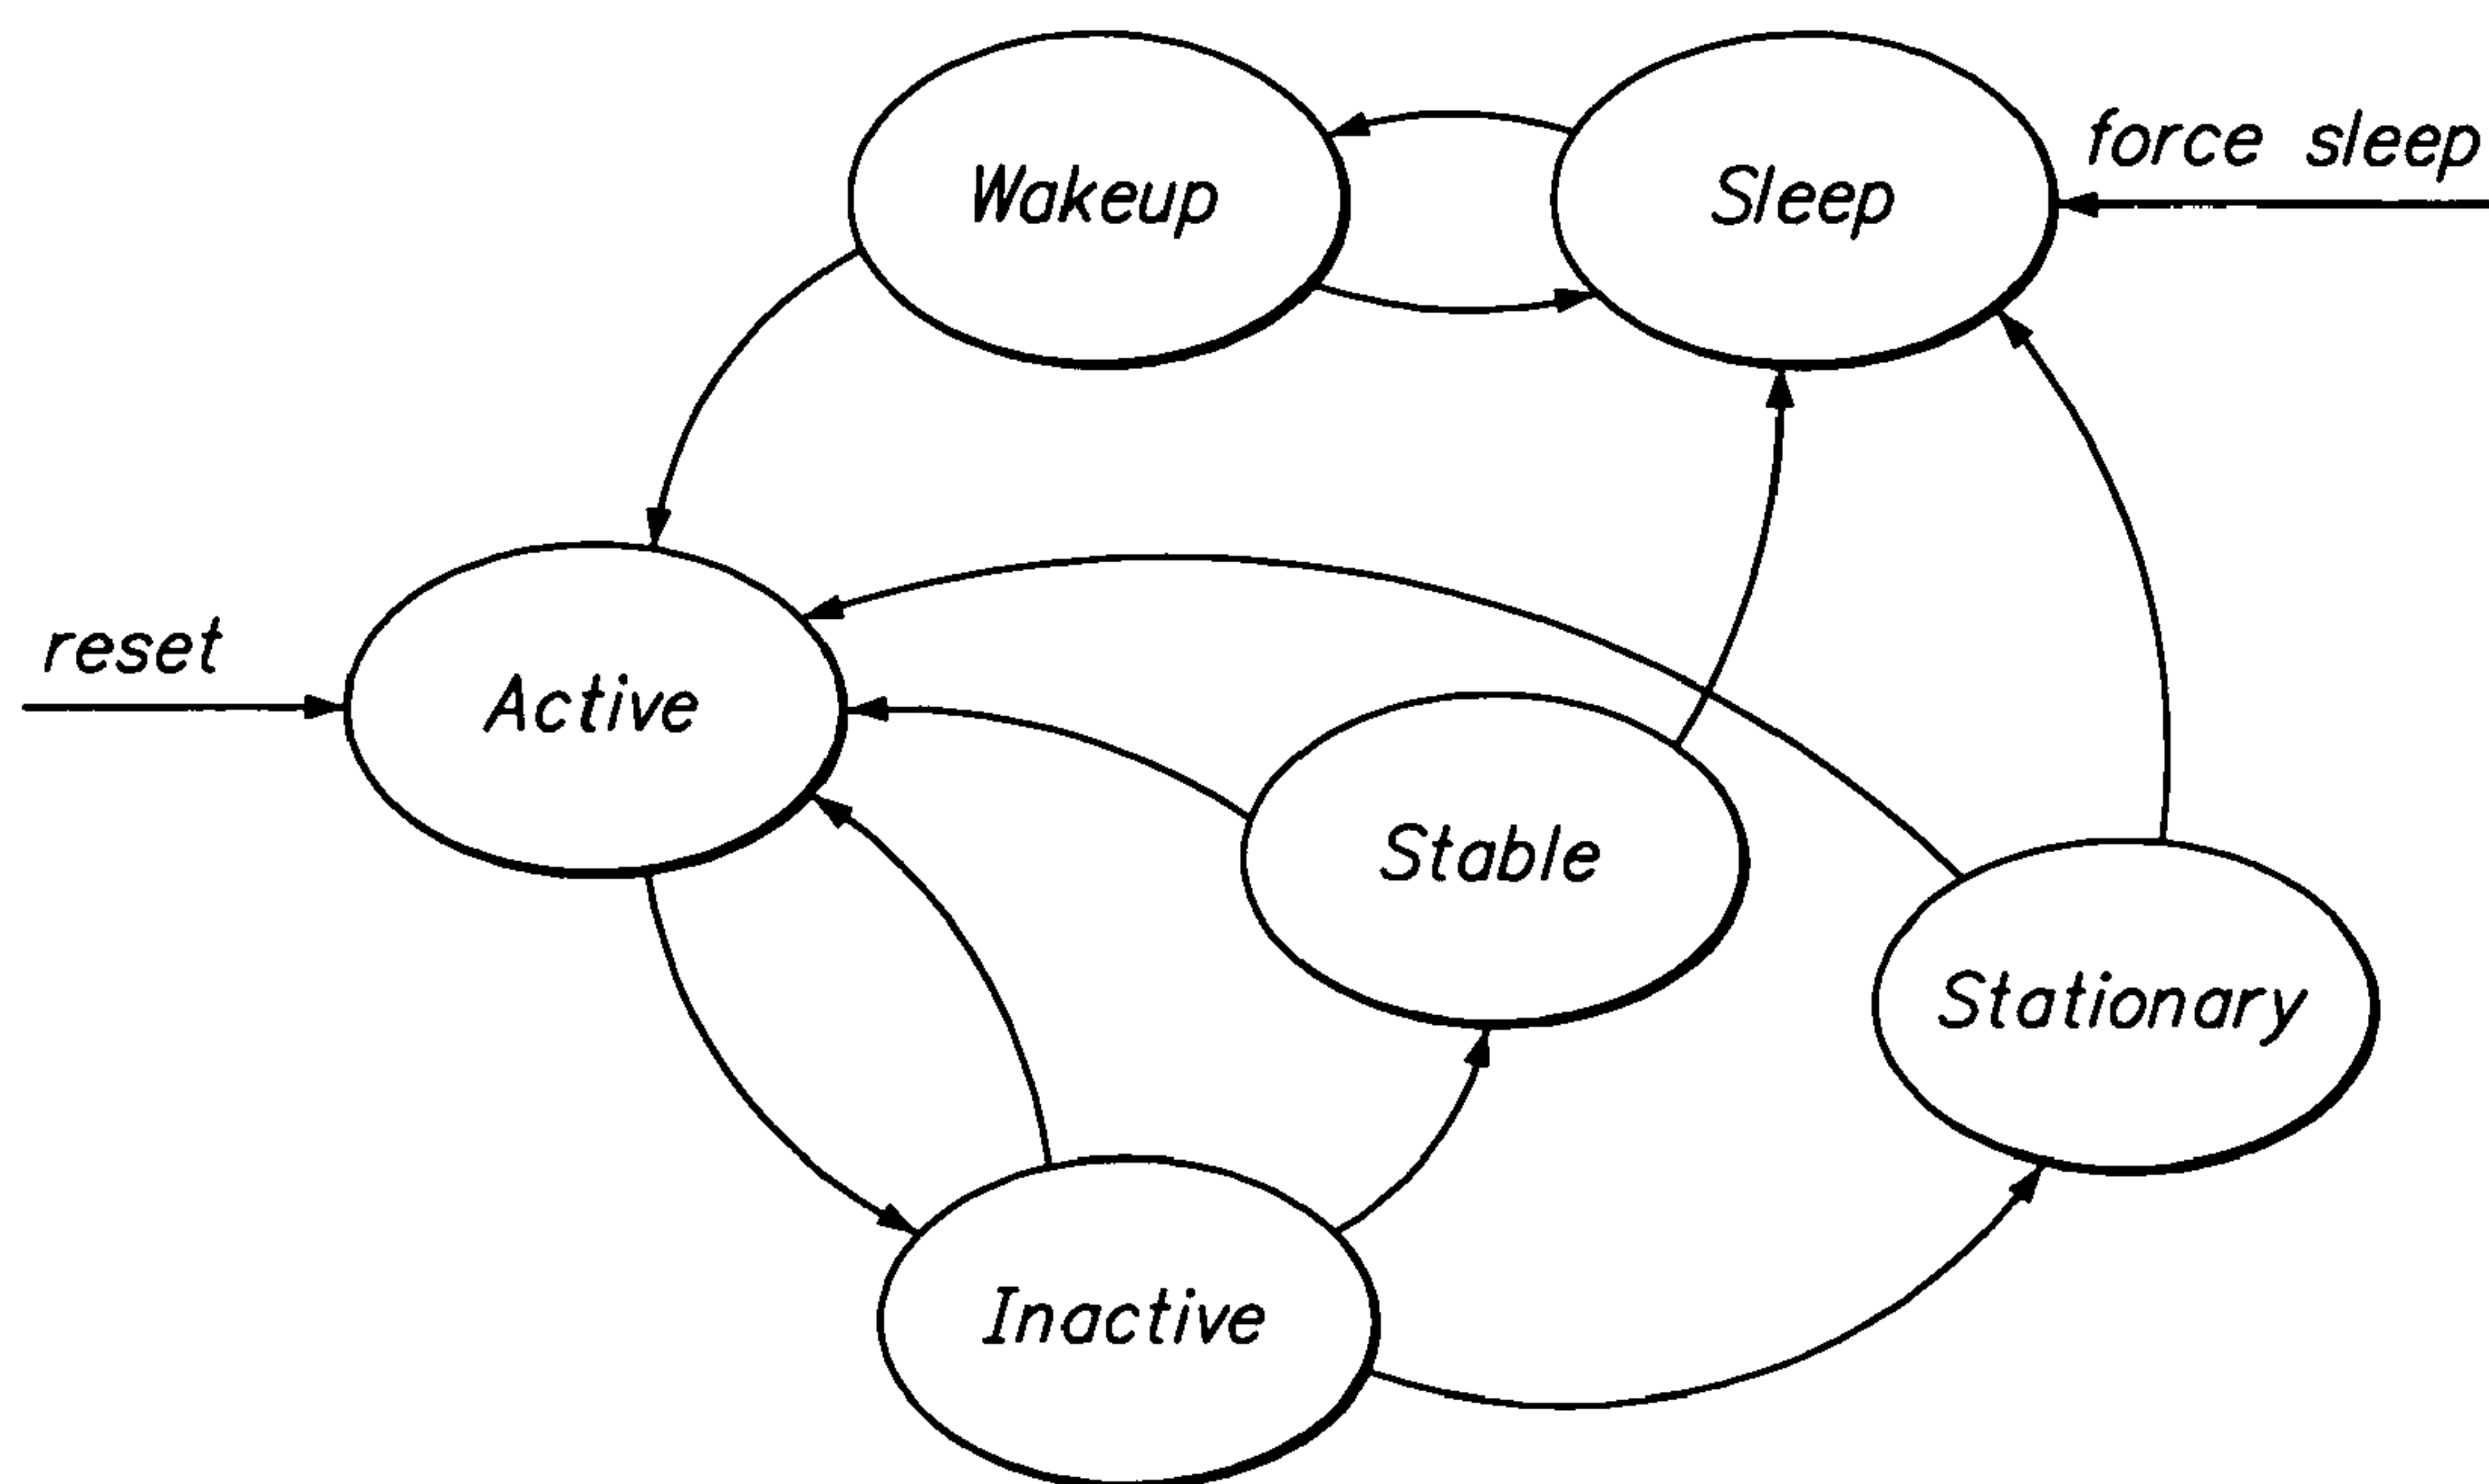 Wakeup
Sleep
force sleep
reset
Active
Stable
Stationary
Inactive